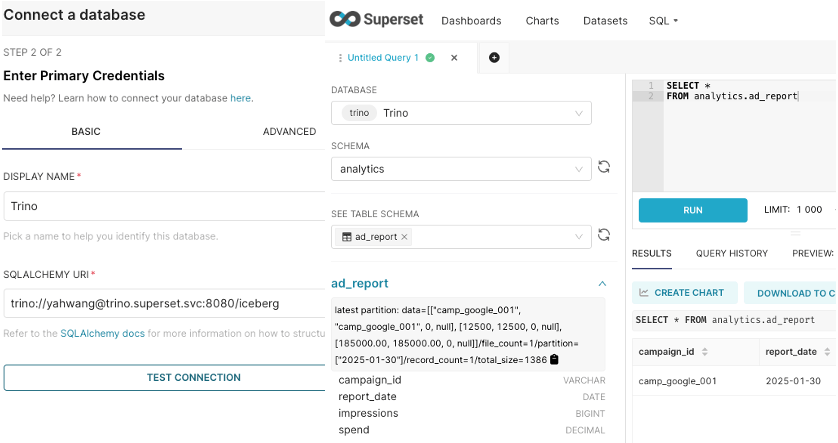 Connect a database
STEP 2 OF 2
Enter Primary Credentials
Need help? Learn how to connect your database here.
BASIC
ADVANCED
DISPLAY NAME*
Trino
Pick a name to help you identify this database.
SQLALCHEMY URI*
trino://yahwang@trino.superset.svc:8080/iceberg
Refer to the SQLAlchemy docs for more information on how to structu
TEST CONNECTION
Superset
Dashboards
Charts
Datasets
SQL
Untitled Query 1
DATABASE
trino Trino
SCHEMA
analytics
SEE TABLE SCHEMA
ad_report
ad_report
latest partition: data=[["camp_google_001",
"camp_google_001", 0, null], [12500, 12500, 0, null],
[185000.00, 185000.00, 0, null]]/file_count=1/partition=
["2025-01-30"]/record_count=1/total_size=1386
campaign_id VARCHAR
report_date DATE
impressions BIGINT
spend DECIMAL
1 SELECT *
2 FROM analytics.ad_report
RUN
LIMIT: 1 000
RESULTS
QUERY HISTORY
PREVIEW:
CREATE CHART
DOWNLOAD TO C
SELECT * FROM analytics.ad_report
campaign_id
report_date
camp_google_001
2025-01-30